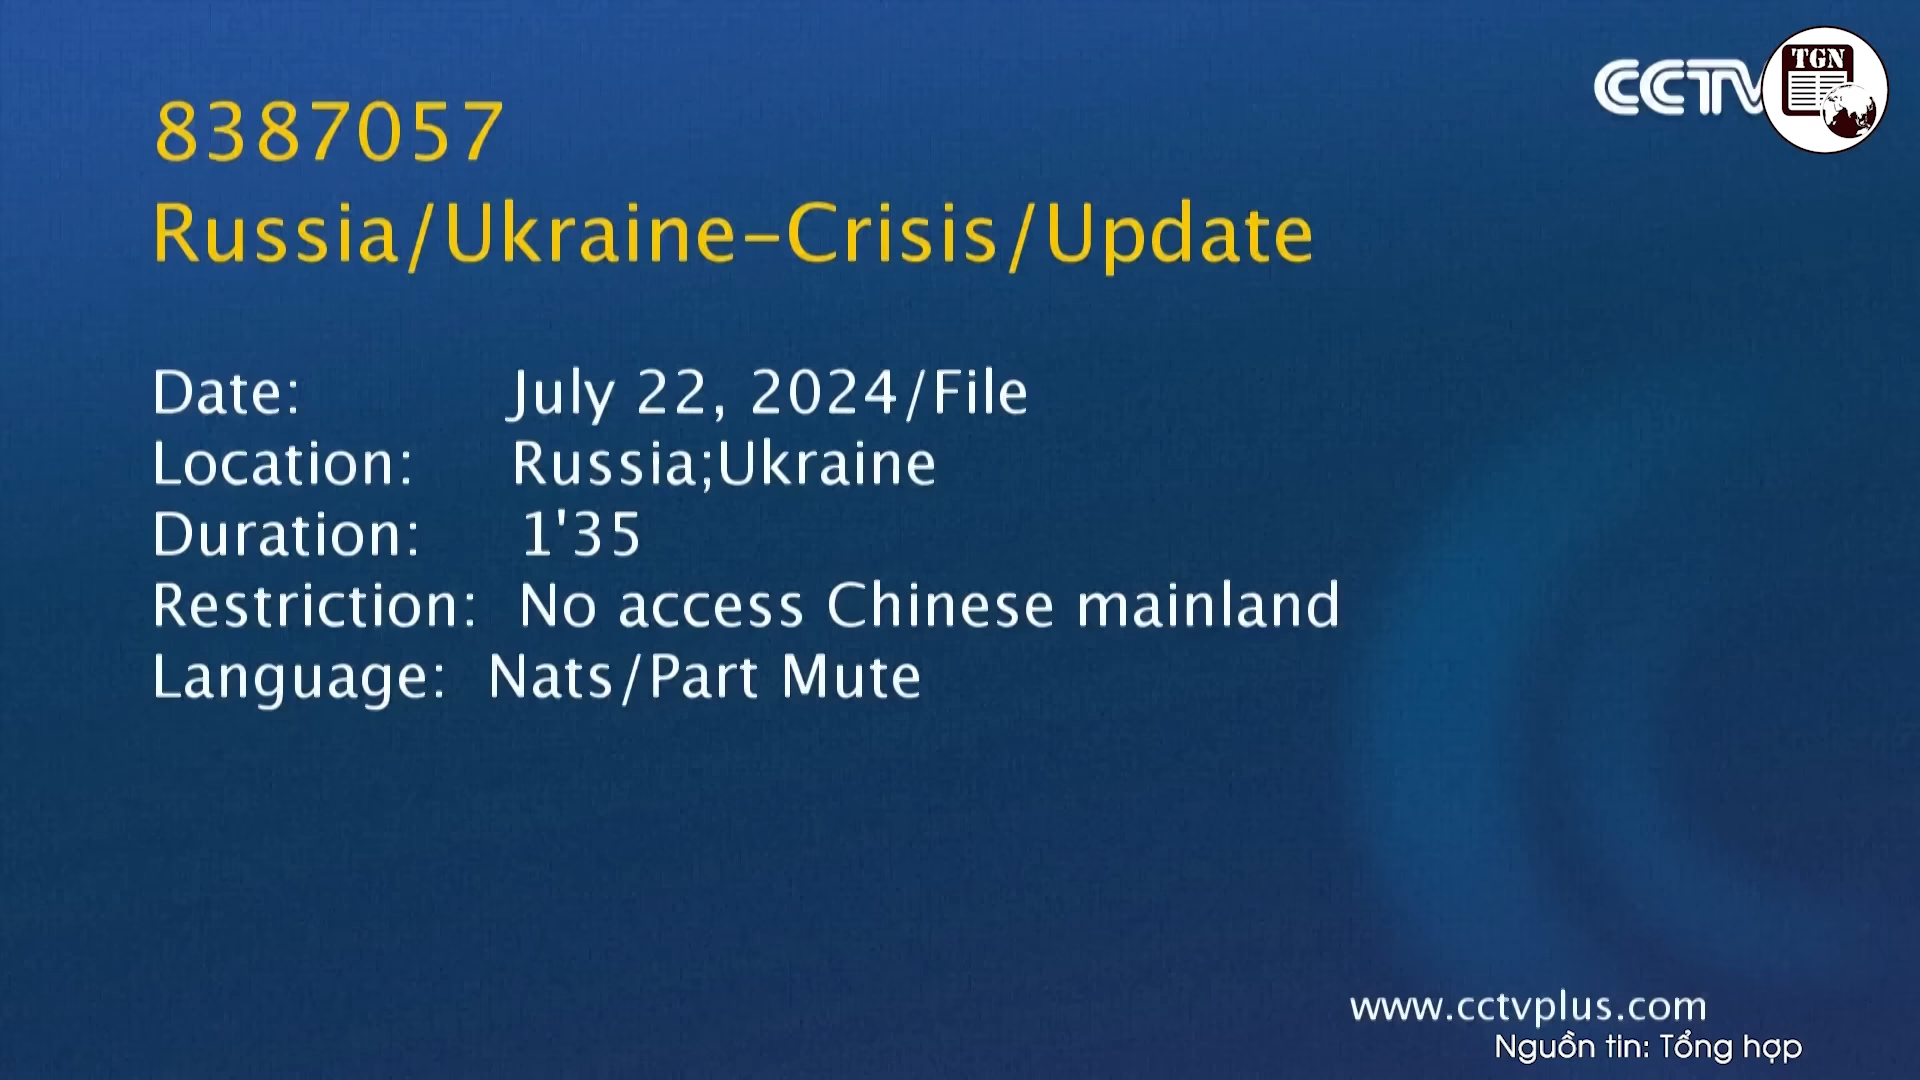 8387057
CCTV
TGN
Russia/Ukraine-Crisis/Update
Date: July 22, 2024/File
Location: Russia;Ukraine
Duration: 1'35
Restriction: No access Chinese mainland
Language: Nats/Part Mute
www.cctvplus.com
Nguồn tin: Tổng hợp